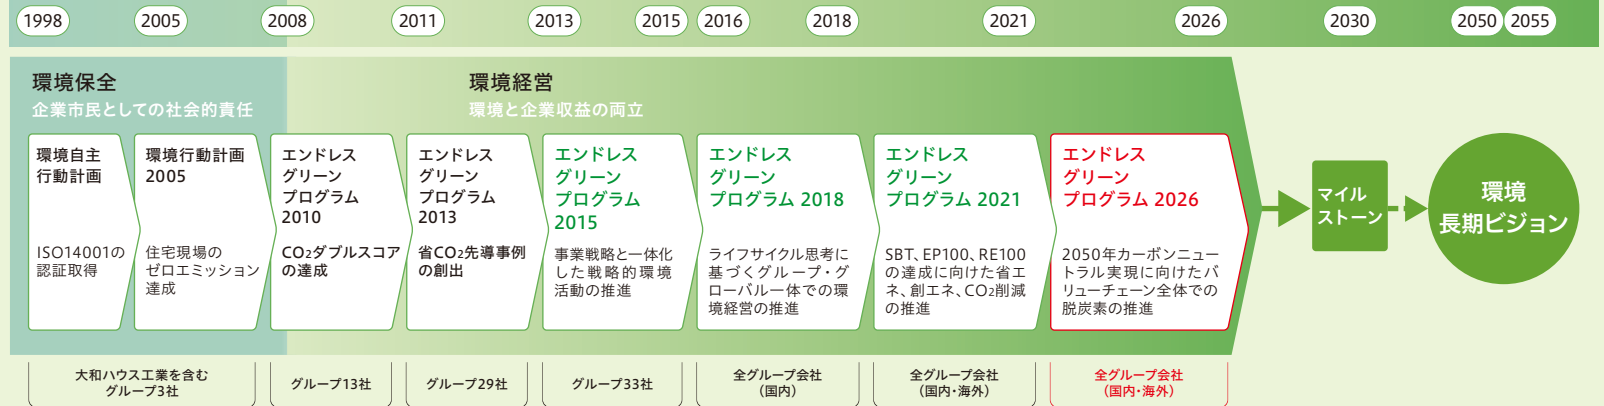 1998
2005
2008
2011
2013
2015
2016
2018
2021
2026
2030
2050
2055
環境保全
企業市民としての社会的責任
環境経営
環境と企業収益の両立
環境自主
行動計画
ISO14001の
認証取得
環境行動計画
2005
住宅現場の
ゼロエミッション
達成
エンドレス
グリーン
プログラム
2010
CO₂ダブルスコア
の達成
エンドレス
グリーン
プログラム
2013
省CO₂先導事例
の創出
エンドレス
グリーン
プログラム
2015
事業戦略と一体化
した戦略的環境
活動の推進
エンドレス
グリーン
プログラム 2018
ライフサイクル思考に
基づくグループ・グ
ローバル一体での環
境経営の推進
エンドレス
グリーン
プログラム 2021
SBT、EP100、RE100
の達成に向けた省エ
ネ、創エネ、CO₂削減
の推進
エンドレス
グリーン
プログラム 2026
2050年カーボンニュー
トラル実現に向けたバ
リューチェーン全体での
脱炭素の推進
マイル
ストーン
環境
長期ビジョン
大和ハウス工業を含む
グループ3社
グループ13社
グループ29社
グループ33社
全グループ会社
(国内)
全グループ会社
(国内・海外)
全グループ会社
(国内・海外)